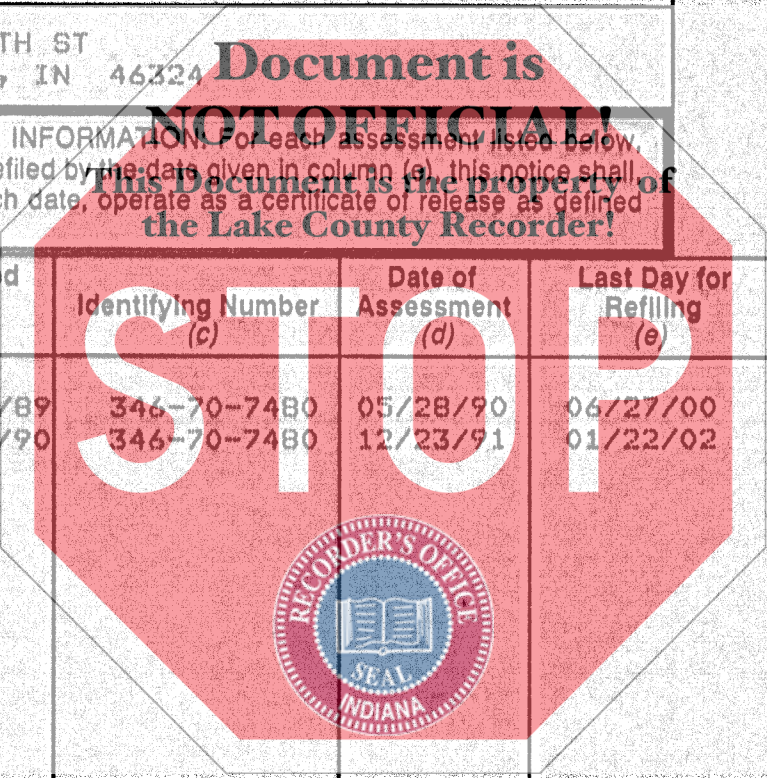 TH ST
, IN 46324
Document is
NOT OFFICIAL!
INFORMATION: For each assessment listed below,
efiled by the date given in column (e), this notice shall,
ch date, operate as a certificate of release as defined
This Document is the property of
the Lake County Recorder!
d
Identifying Number
(c)
Date of
Assessment
(d)
Last Day for
Refiling
(e)
/89 346-70-7480 05/28/90 06/27/00
/90 346-70-7480 12/23/91 01/22/02
STOP
RECORDER'S OFFICE
SEAL
INDIANA